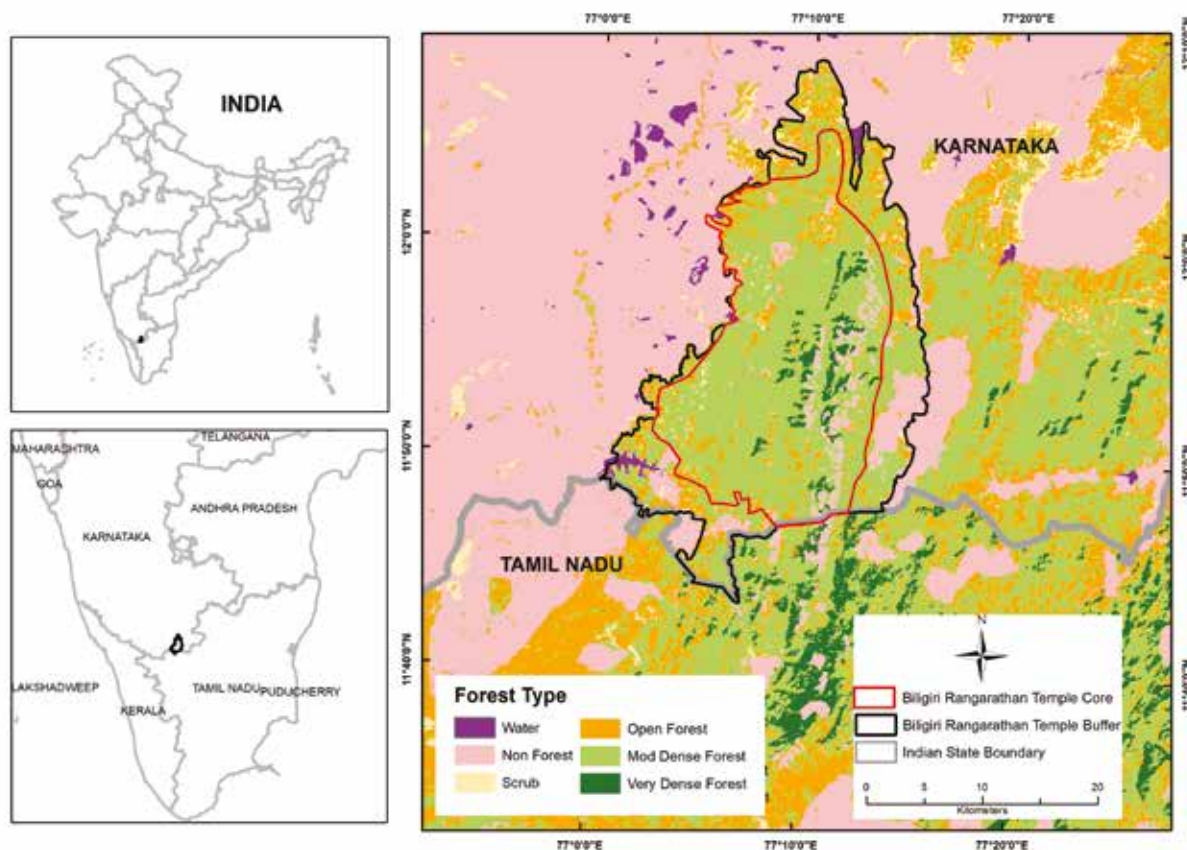 INDIA
MAHARASHTRA
TELANGANA
GOA
ANDHRA PRADESH
KARNATAKA
LAKSHADWEEP
TAMIL NADU
PUDUCHERRY
KERALA
77°0'0"E
77°10'0"E
77°20'0"E
KARNATAKA
12°0'0"N
TAMIL NADU
11°40'0"N
Forest Type
Water
Non Forest
Scrub
Open Forest
Mod Dense Forest
Very Dense Forest
N
Biligiri Rangarathan Temple Core
Biligiri Rangarathan Temple Buffer
Indian State Boundary
0 5 10 20
Kilometers
77°0'0"E
77°10'0"E
77°20'0"E